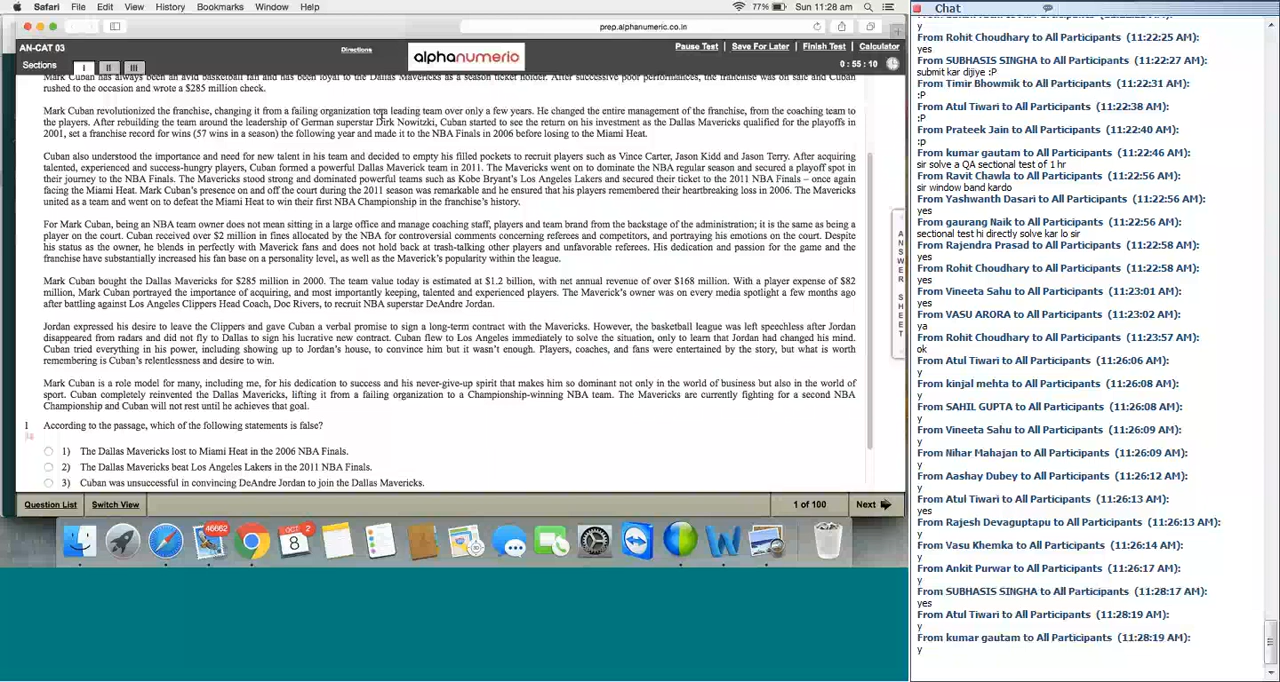 Safari File Edit View History Bookmarks Window Help 77% Sun 11:28 am
prep.alphanumeric.co.in
AN-CAT 03
Directions
alphanumerio
Pause Test Save For Later Finish Test Calculator
Sections I II III
0 : 55 : 10
Mark Cuban has always been an avid basketball fan and has been loyal to the Dallas Mavericks as a season ticket holder. After successive poor performances, the franchise was on sale and Cuban
rushed to the occasion and wrote a $285 million check.
Mark Cuban revolutionized the franchise, changing it from a failing organization to a leading team over only a few years. He changed the entire management of the franchise, from the coaching team to
the players. After rebuilding the team around the leadership of German superstar Dirk Nowitzki, Cuban started to see the return on his investment as the Dallas Mavericks qualified for the playoffs in
2001, set a franchise record for wins (57 wins in a season) the following year and made it to the NBA Finals in 2006 before losing to the Miami Heat.
Cuban also understood the importance and need for new talent in his team and decided to empty his filled pockets to recruit players such as Vince Carter, Jason Kidd and Jason Terry. After acquiring
talented, experienced and success-hungry players, Cuban formed a powerful Dallas Maverick team in 2011. The Mavericks went on to dominate the NBA regular season and secured a playoff spot in
their journey to the NBA Finals. The Mavericks stood strong and dominated powerful teams such as Kobe Bryant's Los Angeles Lakers and secured their ticket to the 2011 NBA Finals – once again
facing the Miami Heat. Mark Cuban's presence on and off the court during the 2011 season was remarkable and he ensured that his players remembered their heartbreaking loss in 2006. The Mavericks
united as a team and went on to defeat the Miami Heat to win their first NBA Championship in the franchise's history.
For Mark Cuban, being an NBA team owner does not mean sitting in a large office and manage coaching staff, players and team brand from the backstage of the administration; it is the same as being a
player on the court. Cuban received over $2 million in fines allocated by the NBA for controversial comments concerning referees and competitors, and portraying his emotions on the court. Despite
his status as the owner, he blends in perfectly with Maverick fans and does not hold back at trash-talking other players and unfavorable referees. His dedication and passion for the game and the
franchise have substantially increased his fan base on a personality level, as well as the Maverick's popularity within the league.
Mark Cuban bought the Dallas Mavericks for $285 million in 2000. The team value today is estimated at $1.2 billion, with net annual revenue of over $168 million. With a player expense of $82
million, Mark Cuban portrayed the importance of acquiring, and most importantly keeping, talented and experienced players. The Maverick's owner was on every media spotlight a few months ago
after battling against Los Angeles Clippers Head Coach, Doc Rivers, to recruit NBA superstar DeAndre Jordan.
Jordan expressed his desire to leave the Clippers and gave Cuban a verbal promise to sign a long-term contract with the Mavericks. However, the basketball league was left speechless after Jordan
disappeared from radars and did not fly to Dallas to sign his lucrative new contract. Cuban flew to Los Angeles immediately to solve the situation, only to learn that Jordan had changed his mind.
Cuban tried everything in his power, including showing up to Jordan's house, to convince him but it wasn't enough. Players, coaches, and fans were entertained by the story, but what is worth
remembering is Cuban's relentlessness and desire to win.
Mark Cuban is a role model for many, including me, for his dedication to success and his never-give-up spirit that makes him so dominant not only in the world of business but also in the world of
sport. Cuban completely reinvented the Dallas Mavericks, lifting it from a failing organization to a Championship-winning NBA team. The Mavericks are currently fighting for a second NBA
Championship and Cuban will not rest until he achieves that goal.
1 According to the passage, which of the following statements is false?
1) The Dallas Mavericks lost to Miami Heat in the 2006 NBA Finals.
2) The Dallas Mavericks beat Los Angeles Lakers in the 2011 NBA Finals.
3) Cuban was unsuccessful in convincing DeAndre Jordan to join the Dallas Mavericks.
ANSWER SHEET
Question List Switch View 1 of 100 Next
46662
OCT 2
8
Chat
y
From Rohit Choudhary to All Participants (11:22:25 AM):
yes
From SUBHASIS SINGHA to All Participants (11:22:27 AM):
submit kar dijiye :P
From Timir Bhowmik to All Participants (11:22:31 AM):
:P
From Atul Tiwari to All Participants (11:22:38 AM):
:P
From Prateek Jain to All Participants (11:22:40 AM):
:p
From kumar gautam to All Participants (11:22:46 AM):
sir solve a QA sectional test of 1 hr
From Ravit Chawla to All Participants (11:22:56 AM):
sir window band kardo
From Yashwanth Dasari to All Participants (11:22:56 AM):
yes
From gaurang Naik to All Participants (11:22:56 AM):
sectional test hi directly solve kar lo sir
From Rajendra Prasad to All Participants (11:22:58 AM):
yes
From Rohit Choudhary to All Participants (11:22:58 AM):
yes
From Vineeta Sahu to All Participants (11:23:01 AM):
yes
From VASU ARORA to All Participants (11:23:02 AM):
ya
From Rohit Choudhary to All Participants (11:23:57 AM):
ok
From Atul Tiwari to All Participants (11:26:06 AM):
y
From kinjal mehta to All Participants (11:26:08 AM):
y
From SAHIL GUPTA to All Participants (11:26:08 AM):
y
From Vineeta Sahu to All Participants (11:26:09 AM):
y
From Nihar Mahajan to All Participants (11:26:09 AM):
y
From Aashay Dubey to All Participants (11:26:12 AM):
y
From Atul Tiwari to All Participants (11:26:13 AM):
yes
From Rajesh Devaguptapu to All Participants (11:26:13 AM):
y
From Vasu Khemka to All Participants (11:26:14 AM):
y
From Ankit Purwar to All Participants (11:26:17 AM):
y
From SUBHASIS SINGHA to All Participants (11:28:17 AM):
yes
From Atul Tiwari to All Participants (11:28:19 AM):
y
From kumar gautam to All Participants (11:28:19 AM):
y